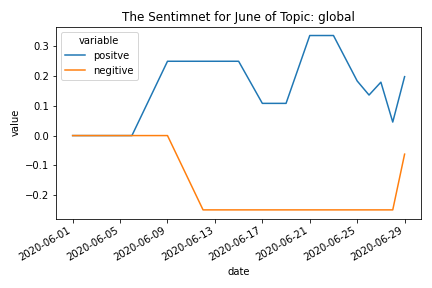 The Sentimnet for June of Topic: global
variable
positve
negitive
value
0.3
0.2
0.1
0.0
−0.1
−0.2
2020-06-01
2020-06-05
2020-06-09
2020-06-13
2020-06-17
2020-06-21
2020-06-25
2020-06-29
date